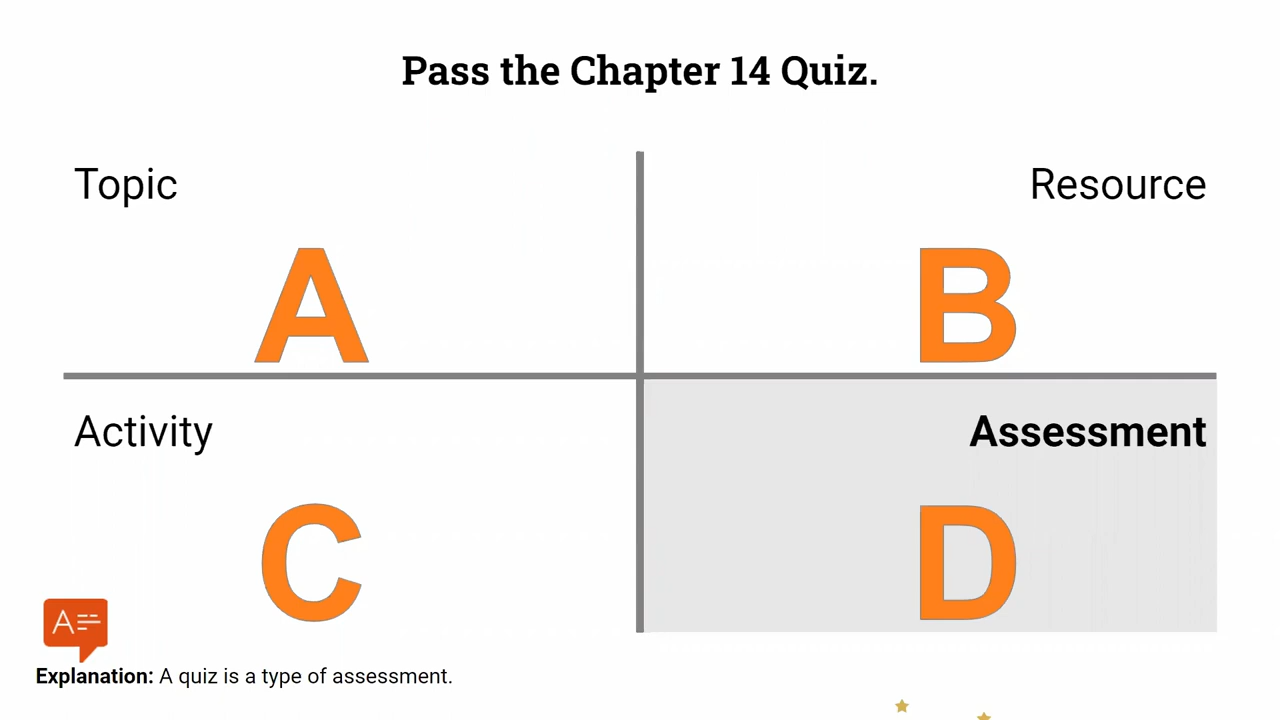 Pass the Chapter 14 Quiz.
Topic
Resource
A
B
Activity
Assessment
C
D
A
Explanation: A quiz is a type of assessment.